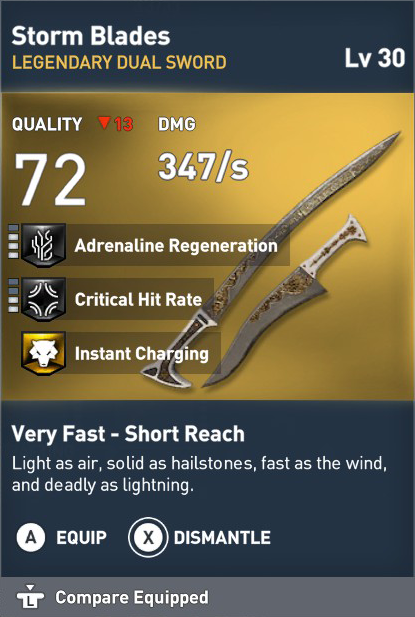 Storm Blades
LEGENDARY DUAL SWORD
Lv 30
QUALITY ▼13 DMG
72 347/s
Adrenaline Regeneration
Critical Hit Rate
Instant Charging
Very Fast - Short Reach
Light as air, solid as hailstones, fast as the wind,
and deadly as lightning.
A EQUIP X DISMANTLE
L Compare Equipped